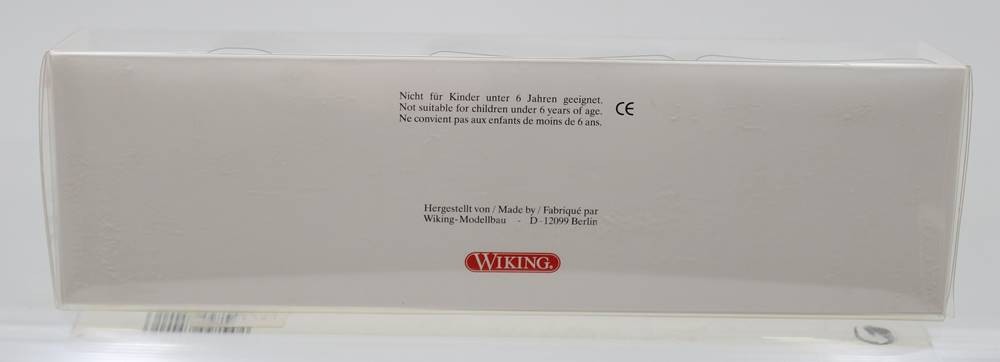 Nicht für Kinder unter 6 Jahren geeignet.
Not suitable for children under 6 years of age.
Ne convient pas aux enfants de moins de 6 ans.
CE
Hergestellt von / Made by / Fabriqué par
Wiking-Modellbau - D-12099 Berlin
WIKING.